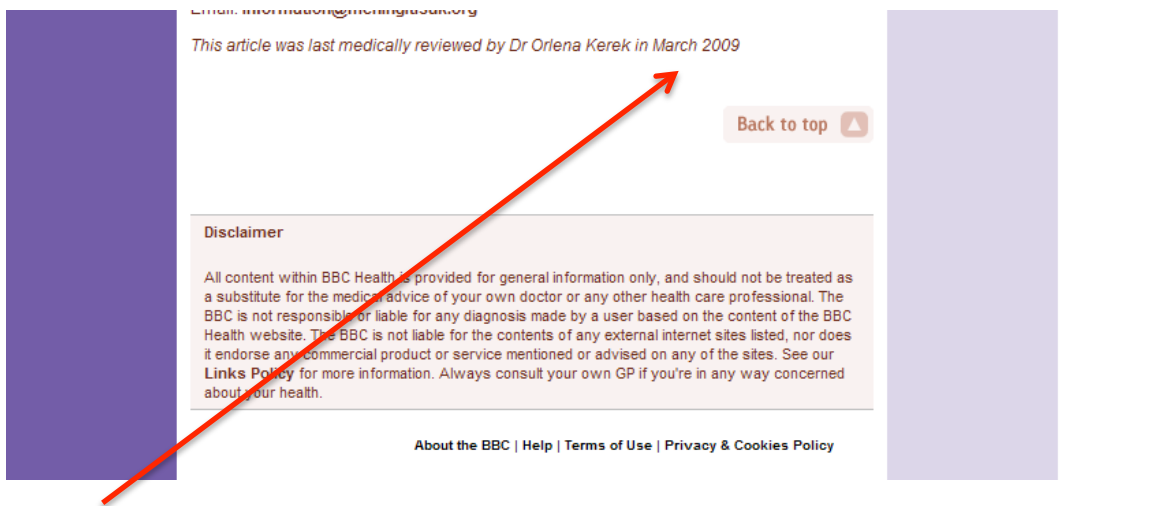 Email: information@meningitisuk.org
This article was last medically reviewed by Dr Orlena Kerek in March 2009
Back to top
Disclaimer
All content within BBC Health is provided for general information only, and should not be treated as
a substitute for the medical advice of your own doctor or any other health care professional. The
BBC is not responsible or liable for any diagnosis made by a user based on the content of the BBC
Health website. The BBC is not liable for the contents of any external internet sites listed, nor does
it endorse any commercial product or service mentioned or advised on any of the sites. See our
Links Policy for more information. Always consult your own GP if you're in any way concerned
about your health.
About the BBC | Help | Terms of Use | Privacy & Cookies Policy